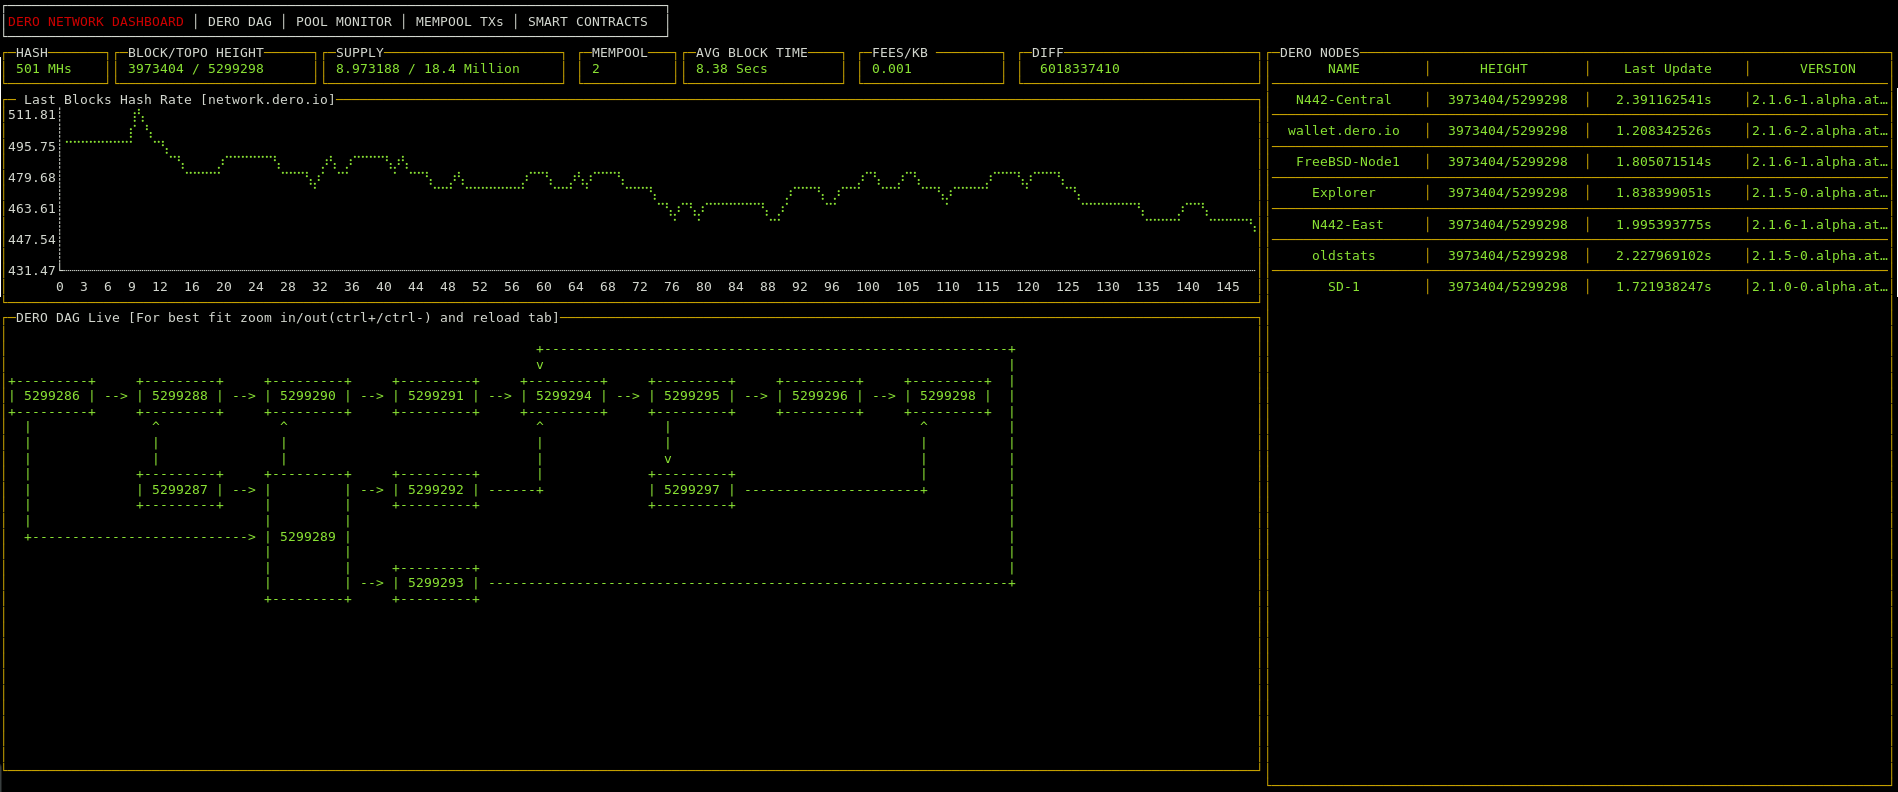 DERO NETWORK DASHBOARD │ DERO DAG │ POOL MONITOR │ MEMPOOL TXs │ SMART CONTRACTS
HASH BLOCK/TOPO HEIGHT SUPPLY MEMPOOL AVG BLOCK TIME FEES/KB DIFF
501 MHs 3973404 / 5299298 8.973188 / 18.4 Million 2 8.38 Secs 0.001 6018337410
Last Blocks Hash Rate [network.dero.io]
511.81
495.75
479.68
463.61
447.54
431.47
0 3 6 9 12 16 20 24 28 32 36 40 44 48 52 56 60 64 68 72 76 80 84 88 92 96 100 105 110 115 120 125 130 135 140 145
DERO DAG Live [For best fit zoom in/out(ctrl+/ctrl-) and reload tab]
5299286 --> 5299288 --> 5299290 --> 5299291 --> 5299294 --> 5299295 --> 5299296 --> 5299298
5299287 --> --> 5299292 5299297
5299289
--> 5299293
DERO NODES
NAME │ HEIGHT │ Last Update │ VERSION
N442-Central │ 3973404/5299298 │ 2.391162541s │2.1.6-1.alpha.at…
wallet.dero.io │ 3973404/5299298 │ 1.208342526s │2.1.6-2.alpha.at…
FreeBSD-Node1 │ 3973404/5299298 │ 1.805071514s │2.1.6-1.alpha.at…
Explorer │ 3973404/5299298 │ 1.838399051s │2.1.5-0.alpha.at…
N442-East │ 3973404/5299298 │ 1.995393775s │2.1.6-1.alpha.at…
oldstats │ 3973404/5299298 │ 2.227969102s │2.1.5-0.alpha.at…
SD-1 │ 3973404/5299298 │ 1.721938247s │2.1.0-0.alpha.at…